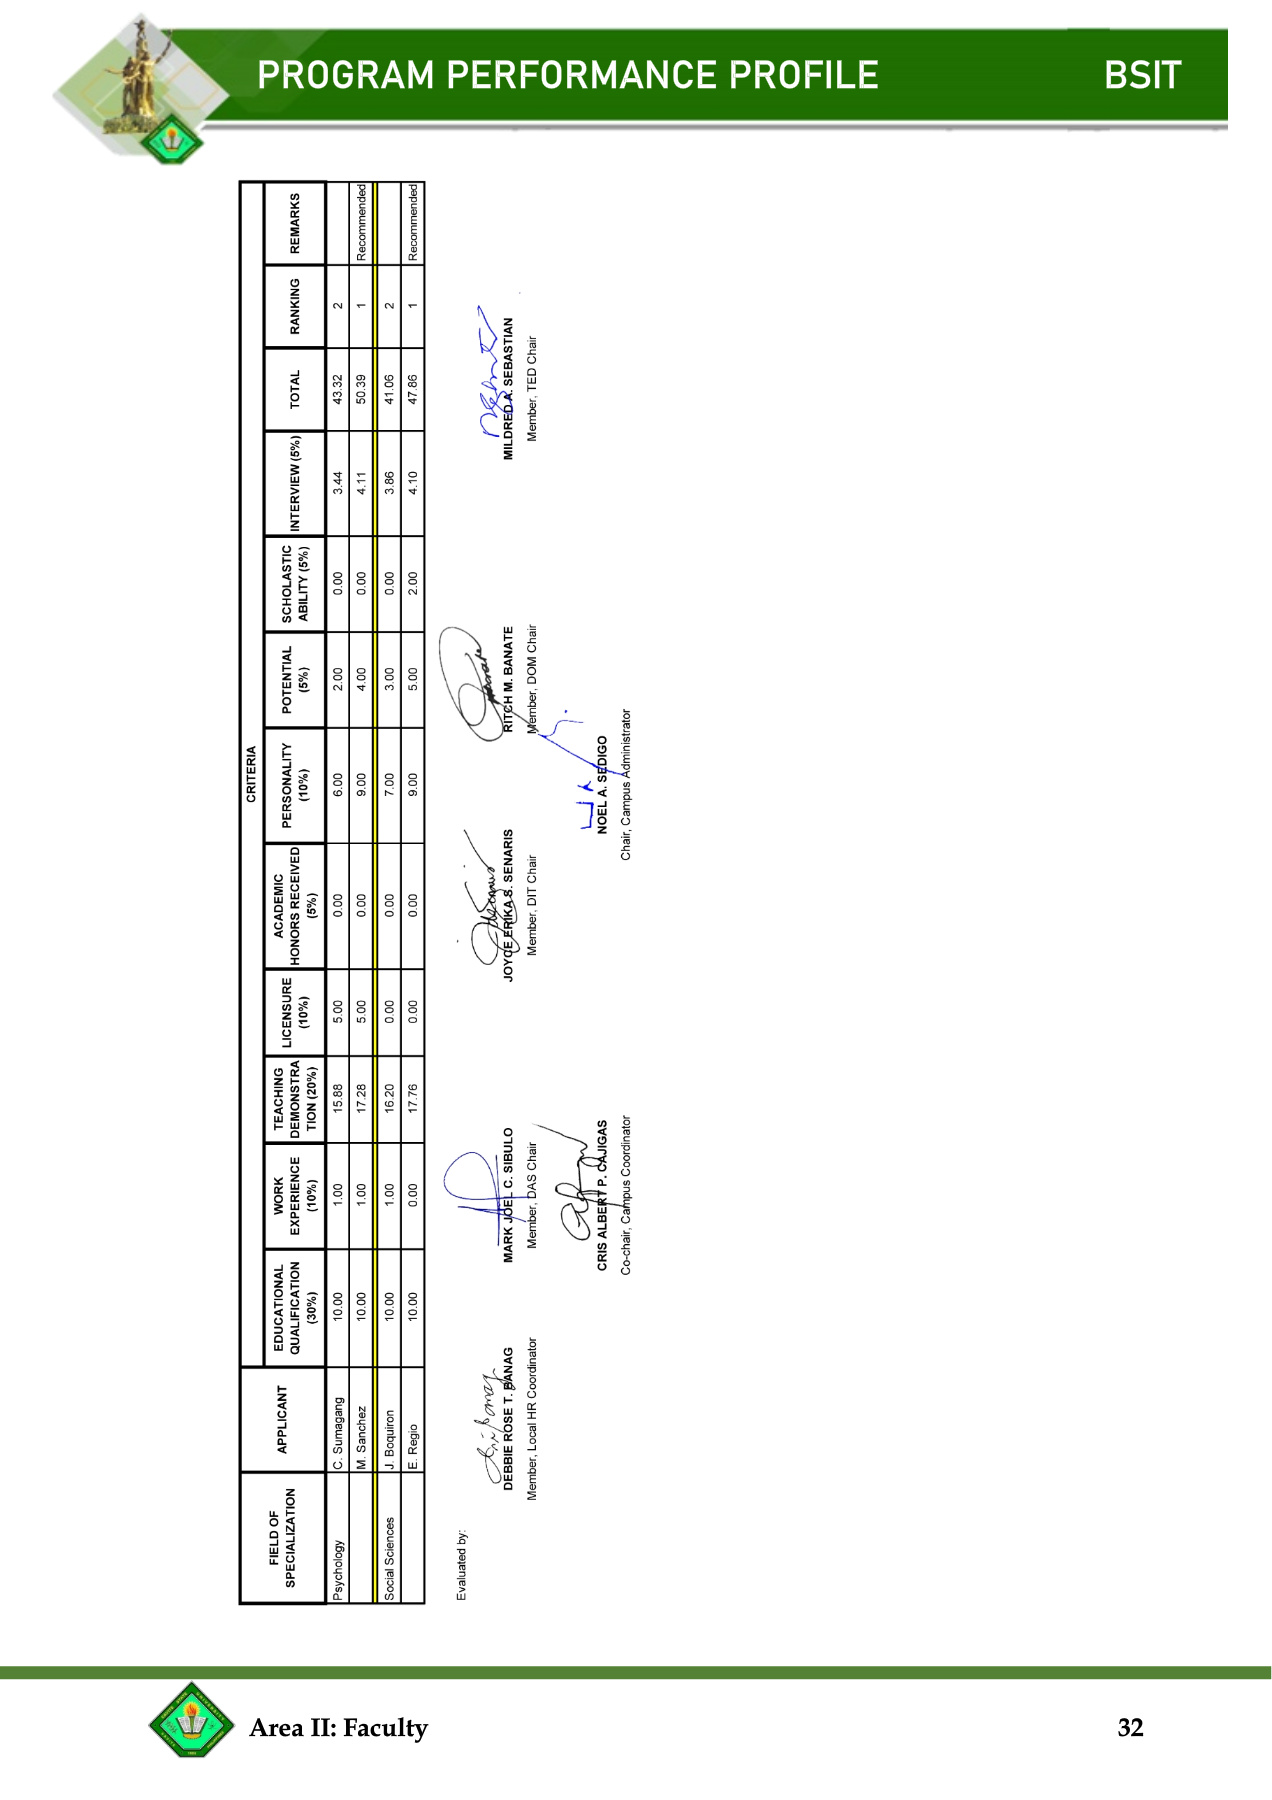 PROGRAM PERFORMANCE PROFILE BSIT
FIELD OF SPECIALIZATION APPLICANT CRITERIA
EDUCATIONAL QUALIFICATION (30%) WORK EXPERIENCE (10%) TEACHING DEMONSTRA TION (20%) LICENSURE (10%) ACADEMIC HONORS RECEIVED (5%) PERSONALITY (10%) POTENTIAL (5%) SCHOLASTIC ABILITY (5%) INTERVIEW (5%) TOTAL RANKING REMARKS
Psychology C. Sumagang 10.00 1.00 15.88 5.00 0.00 6.00 2.00 0.00 3.44 43.32 2
M. Sanchez 10.00 1.00 17.28 5.00 0.00 9.00 4.00 0.00 4.11 50.39 1 Recommended
Social Sciences J. Boquiron 10.00 1.00 16.20 0.00 0.00 7.00 3.00 0.00 3.86 41.06 2
E. Regio 10.00 0.00 17.76 0.00 0.00 9.00 5.00 2.00 4.10 47.86 1 Recommended
Evaluated by:
DEBBIE ROSE T. BANAG MARK JOEL C. SIBULO JOYCE ERIKA S. SENARIS RITCH M. BANATE MILDRED A. SEBASTIAN
Member, Local HR Coordinator Member, DAS Chair Member, DIT Chair Member, DOM Chair Member, TED Chair
CRIS ALBERT P. CAJIGAS NOEL A. SEDIGO
Co-chair, Campus Coordinator Chair, Campus Administrator
Area II: Faculty 32